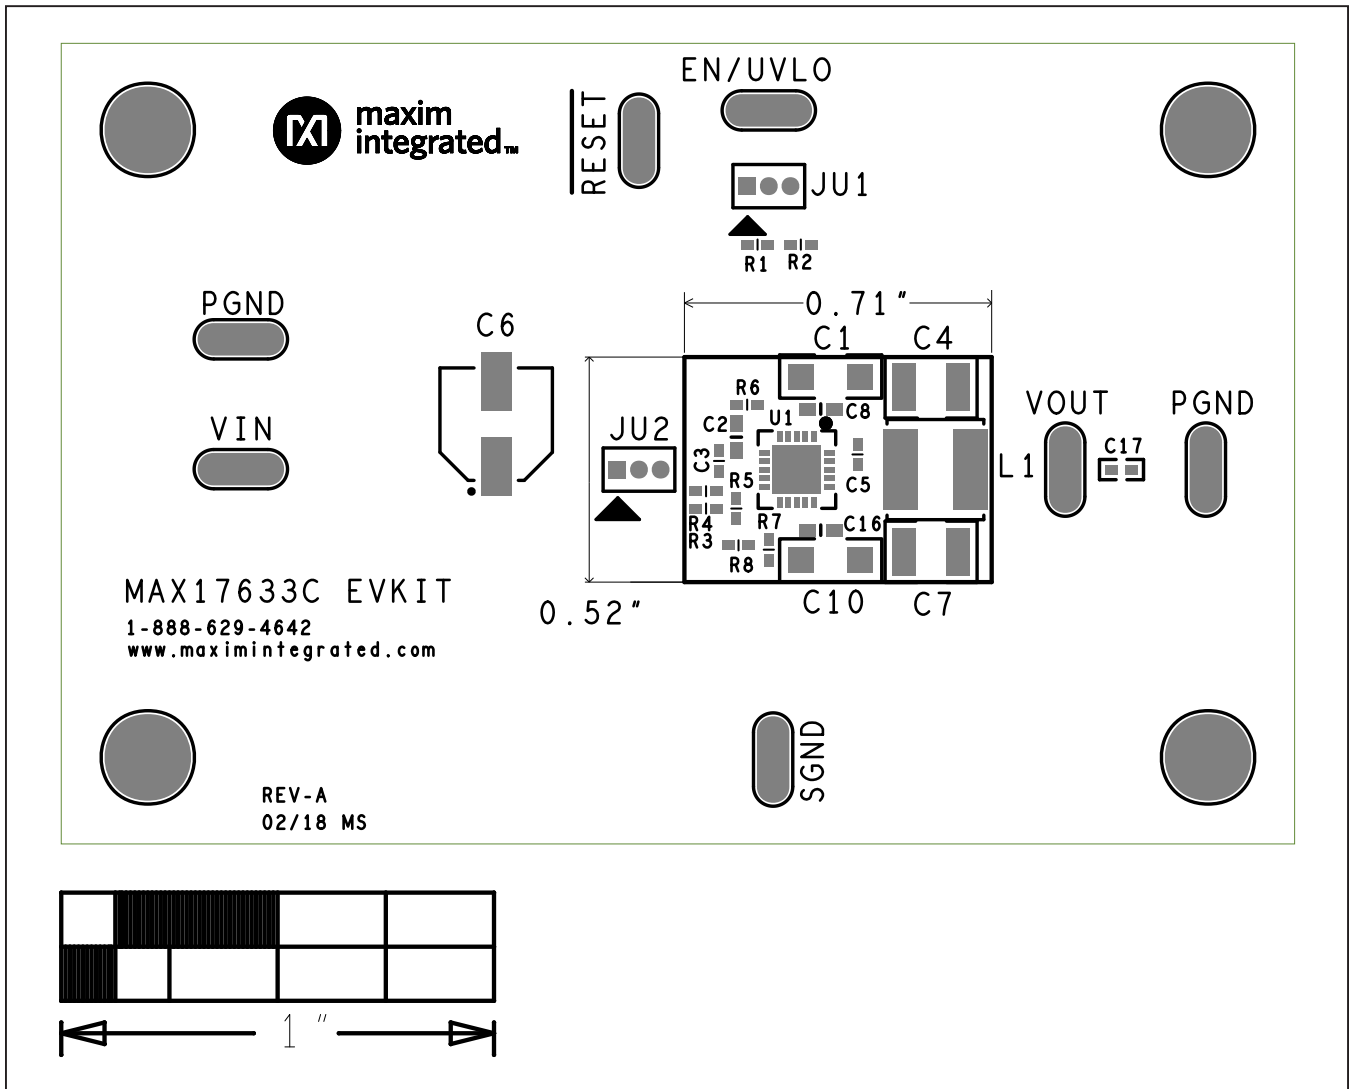 EN/UVLO
maxim
integrated™
RESET
JU1
R1 R2
PGND
0.71"
C6
C1 C4
R6
VOUT PGND
C8
U1
C2
VIN
JU2
C17
C3
L1
R5
C5
R4
R7
C16
R3
R8
MAX17633C EVKIT
C10 C7
0.52"
1-888-629-4642
www.maximintegrated.com
SGND
REV-A
02/18 MS
1"